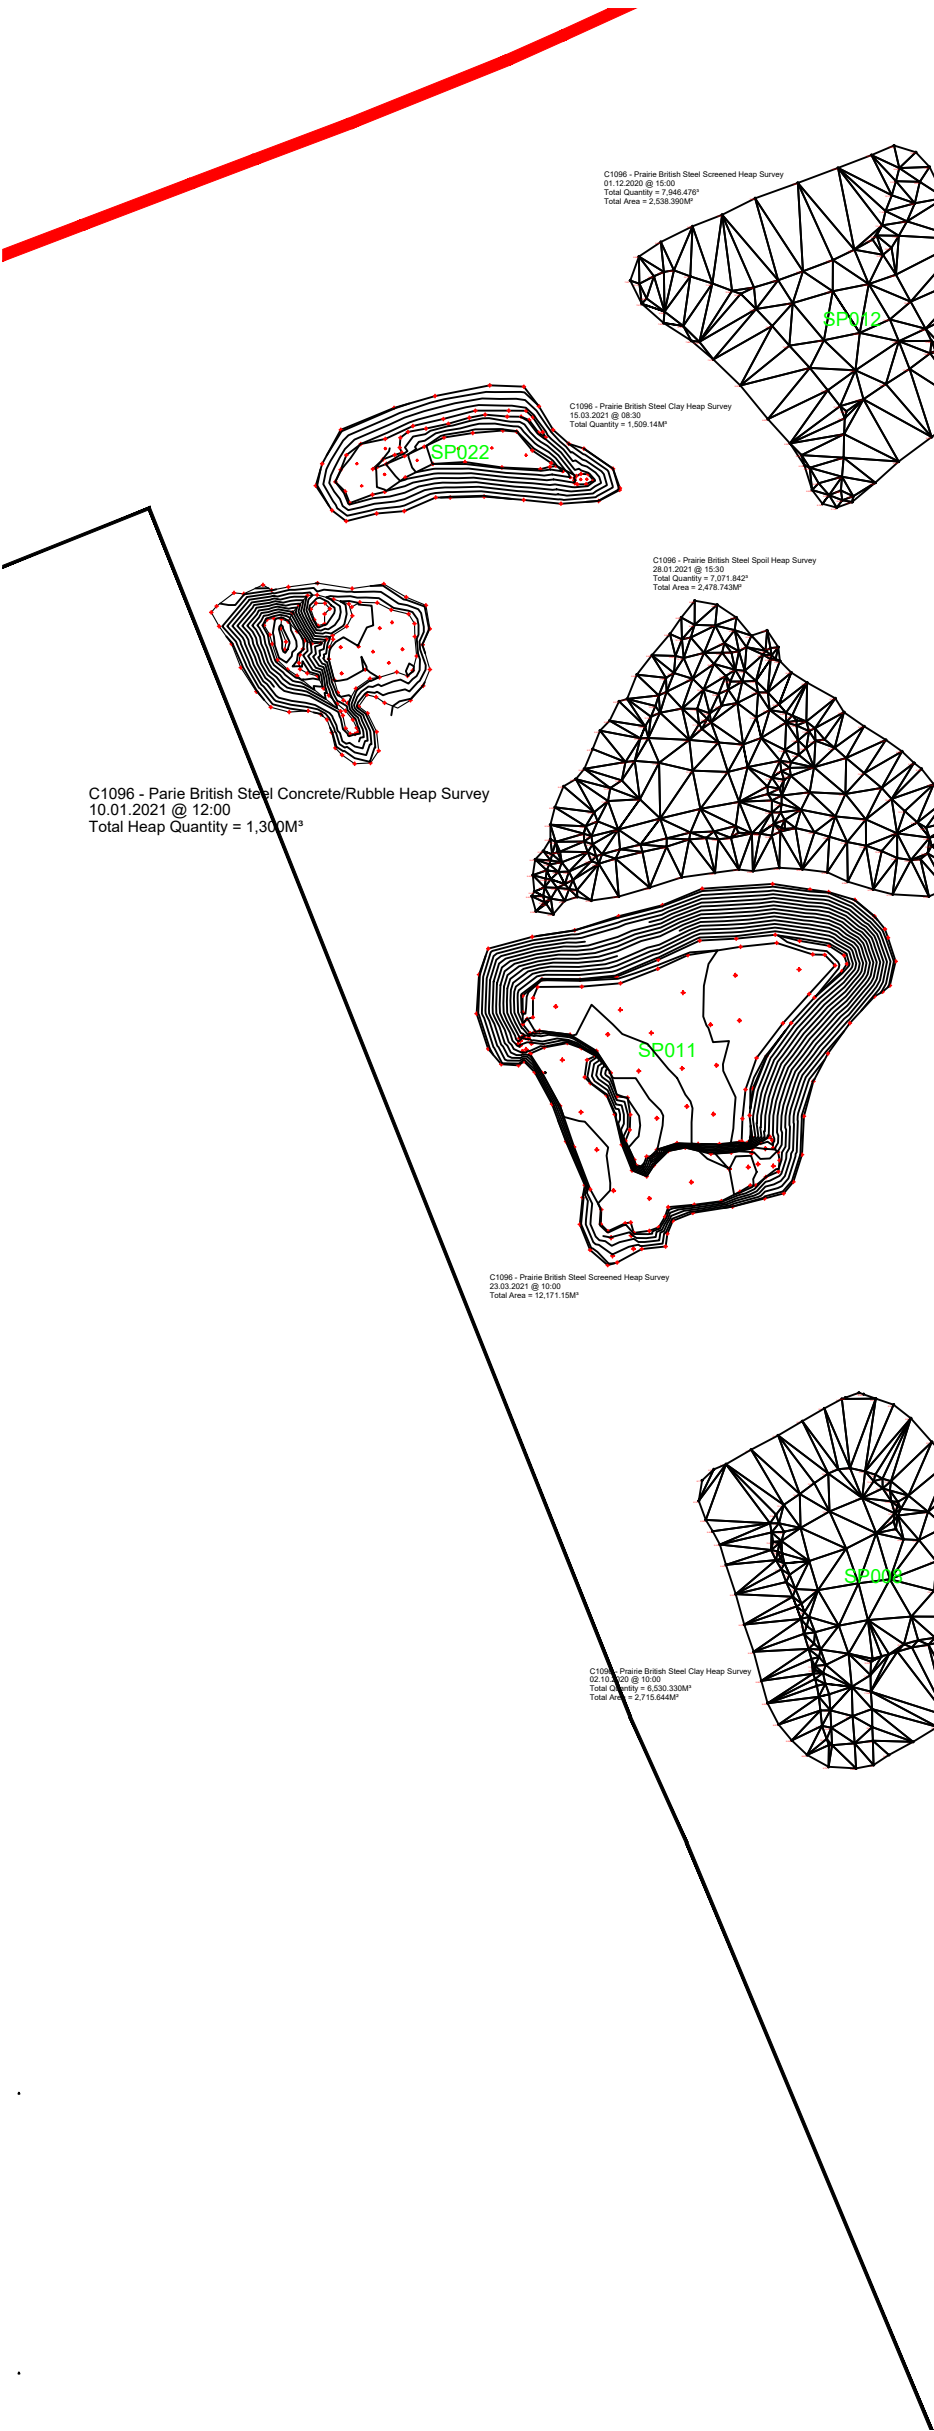 C1096 - Prairie British Steel Screened Heap Survey
01.12.2020 @ 15:00
Total Quantity = 7,946.476³
Total Area = 2,538.390M²
SP012
C1096 - Prairie British Steel Clay Heap Survey
15.03.2021 @ 08:30
Total Quantity = 1,509.14M³
SP022
C1096 - Prairie British Steel Spoil Heap Survey
28.01.2021 @ 15:30
Total Quantity = 7,071.842³
Total Area = 2,478.743M²
C1096 - Parie British Steel Concrete/Rubble Heap Survey
10.01.2021 @ 12:00
Total Heap Quantity = 1,300M³
SP011
C1096 - Prairie British Steel Screened Heap Survey
23.03.2021 @ 10:00
Total Area = 12,171.15M³
SP008
C1096 - Prairie British Steel Clay Heap Survey
02.10.2020 @ 10:00
Total Quantity = 6,530.330M³
Total Area = 2,715.644M²